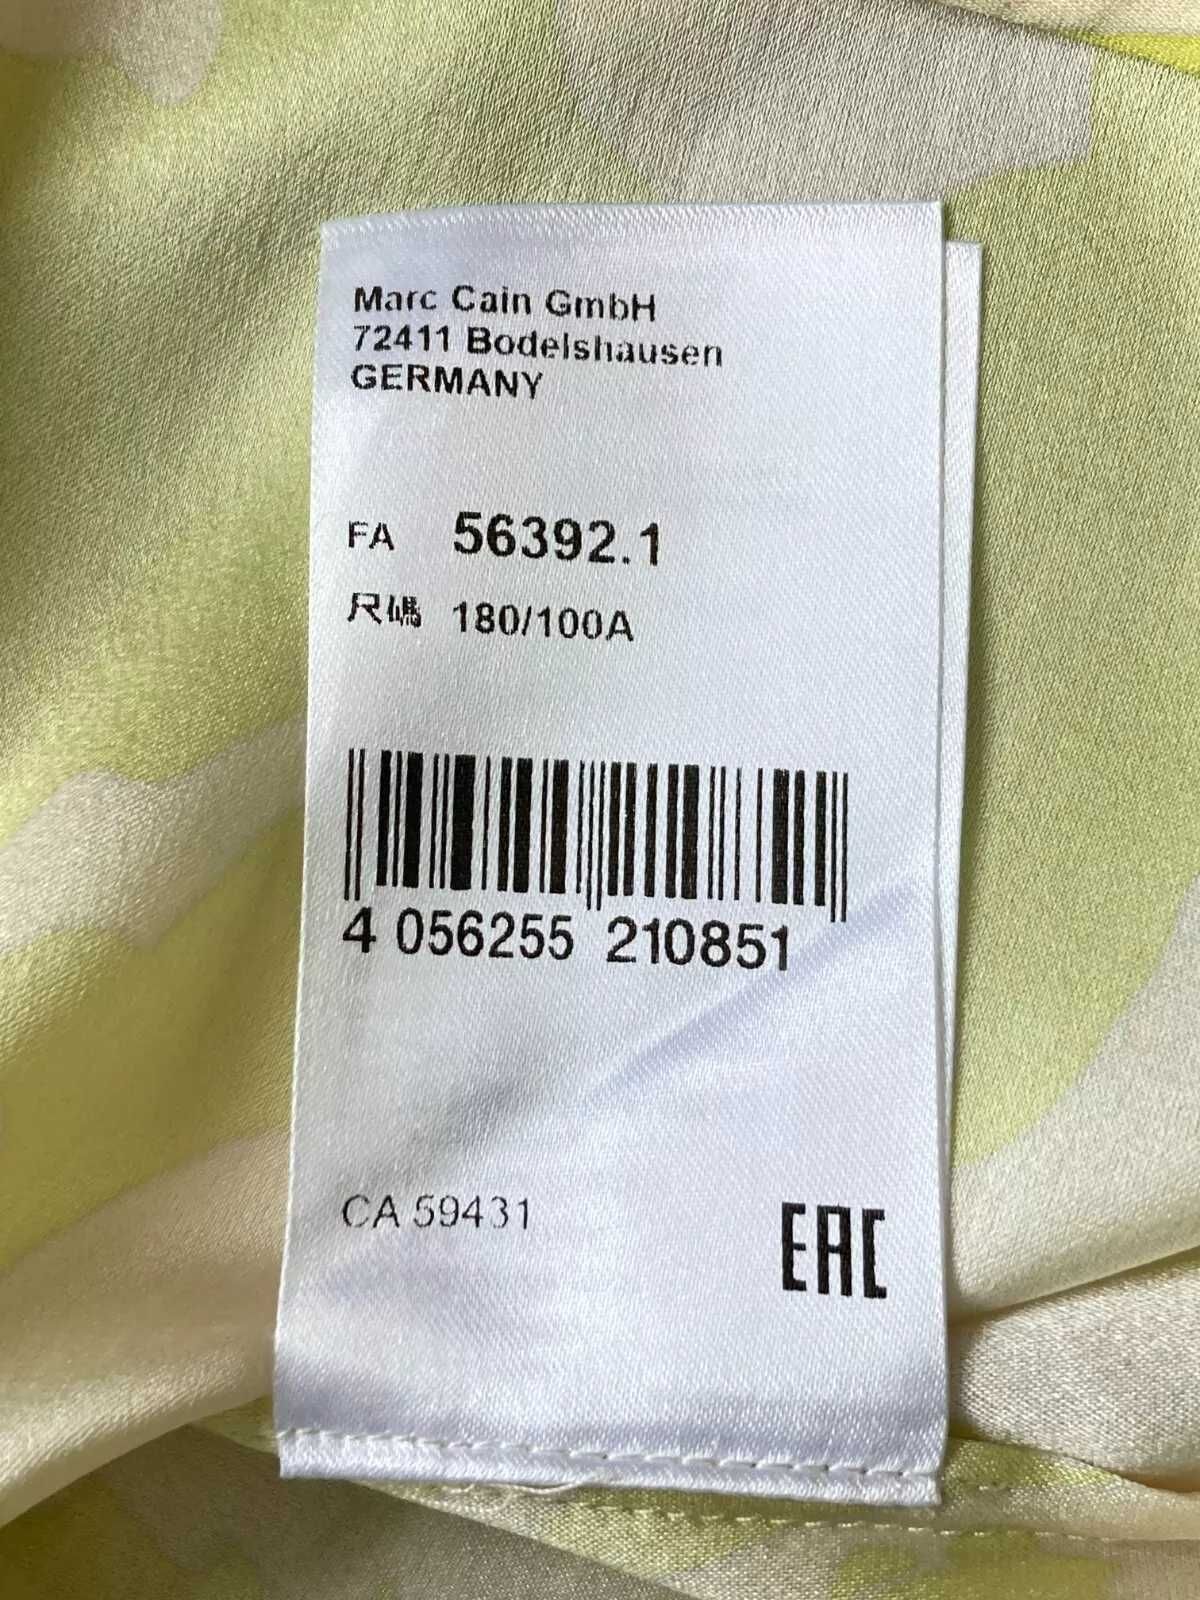 Marc Cain GmbH
72411 Bodelshausen
GERMANY
FA 56392.1
尺碼 180/100A
4 056255 210851
CA 59431
EAC